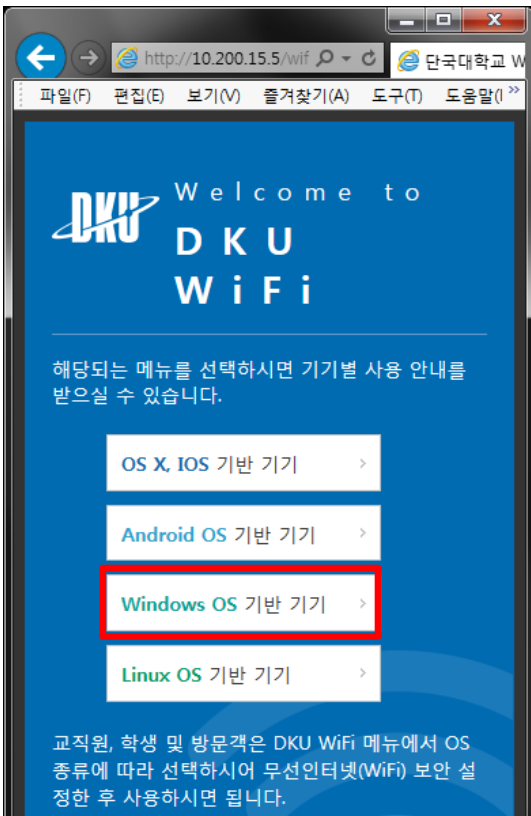 http://10.200.15.5/wif
단국대학교 W
파일(F) 편집(E) 보기(V) 즐겨찾기(A) 도구(T) 도움말(
DKU
Welcome to
DKU
WiFi
해당되는 메뉴를 선택하시면 기기별 사용 안내를
받으실 수 있습니다.
OS X, IOS 기반 기기
Android OS 기반 기기
Windows OS 기반 기기
Linux OS 기반 기기
교직원, 학생 및 방문객은 DKU WiFi 메뉴에서 OS
종류에 따라 선택하시어 무선인터넷(WiFi) 보안 설
정한 후 사용하시면 됩니다.